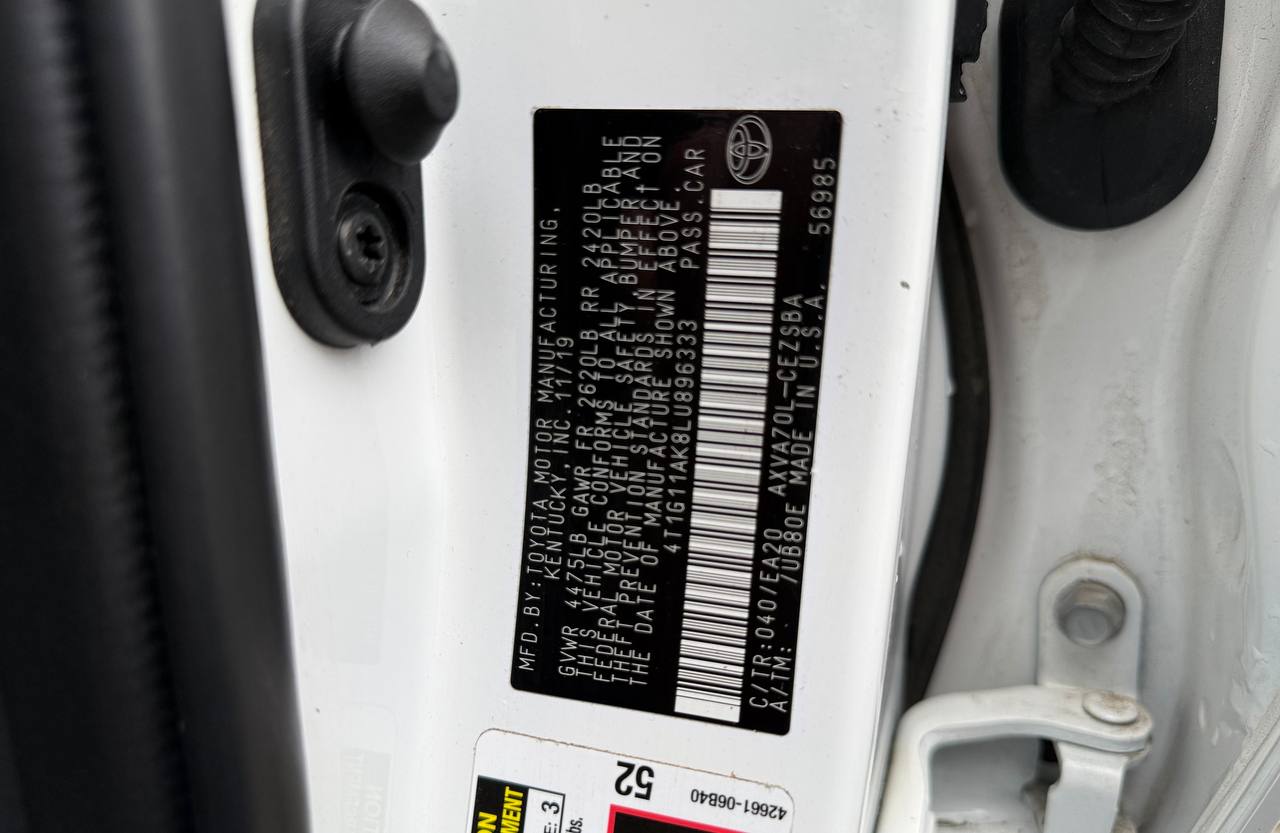 MFD.BY:TOYOTA MOTOR MANUFACTURING,
KENTUCKY,INC.11/19
GVWR 4475LB GAWR FR 2620LB RR 2420LB
THIS VEHICLE CONFORMS TO ALL APPLICABLE
FEDERAL MOTOR VEHICLE SAFETY,BUMPER,AND
THEFT PREVENTION STANDARDS IN EFFECT ON
THE DATE OF MANUFACTURE SHOWN ABOVE.
4T1G11AK8LU896333 PASS.CAR
C/TR:040/EA20 AXVA70L-CEZSBA
A/TM: /UB80E MADE IN U.S.A. 56985
52
42661-06B40
3